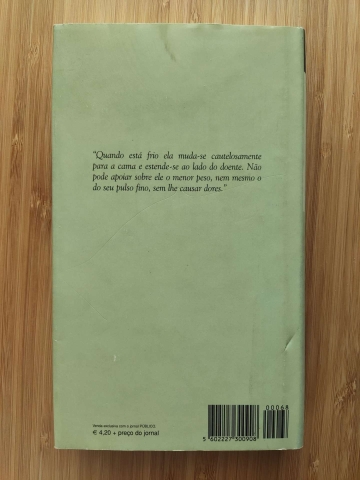 “Quando está frio ela muda-se cautelosamente
para a cama e estende-se ao lado do doente. Não
pode apoiar sobre ele o menor peso, nem mesmo o
do seu pulso fino, sem lhe causar dores.”
00068
Venda exclusiva com o jornal PÚBLICO.
€ 4,20 + preço do jornal
5 602227 300908